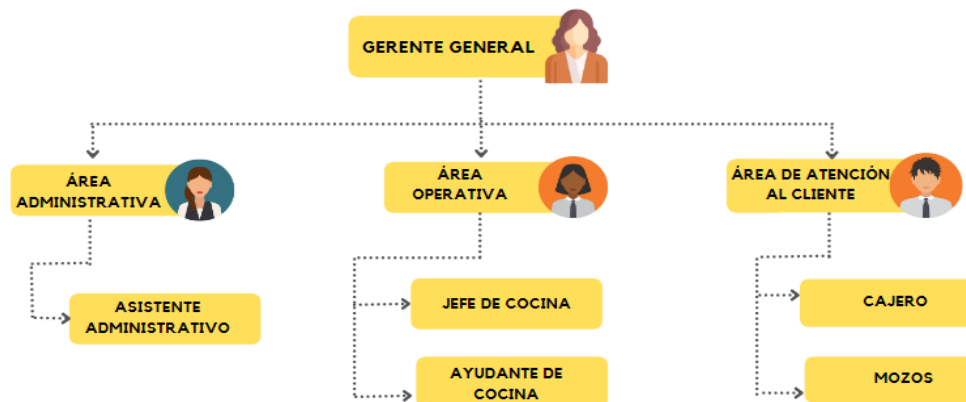 GERENTE GENERAL
ÁREA
ADMINISTRATIVA
ÁREA
OPERATIVA
ÁREA DE ATENCIÓN
AL CLIENTE
ASISTENTE
ADMINISTRATIVO
JEFE DE COCINA
CAJERO
AYUDANTE DE
COCINA
MOZOS